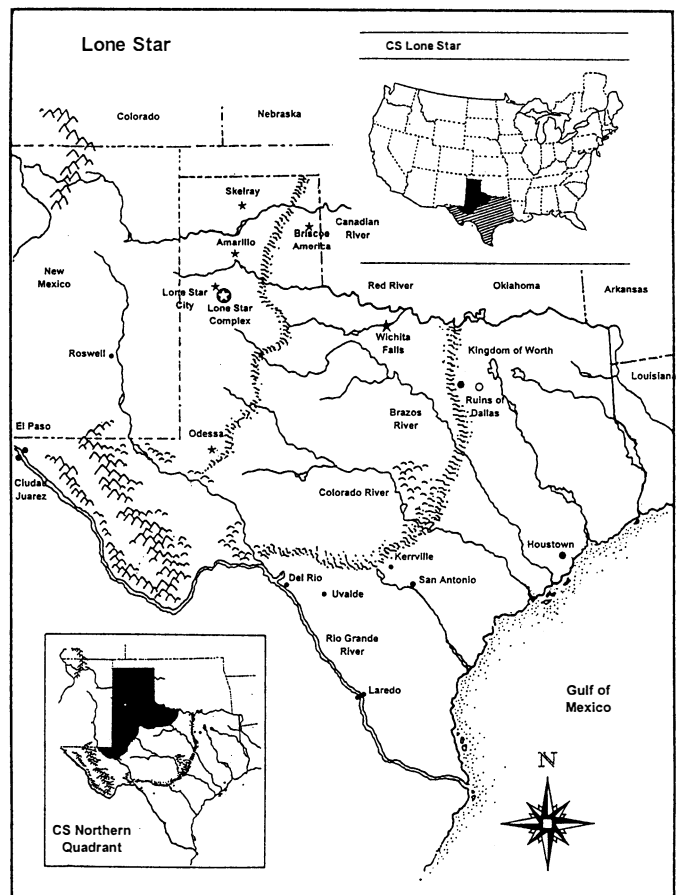 Lone Star
CS Lone Star
Colorado
Nebraska
Skelray
Canadian
River
Briscoe
America
Amarillo
New
Mexico
Lone Star
City
Lone Star
Complex
Red River
Oklahoma
Arkansas
Wichita
Falls
Roswell
Kingdom of Worth
Louisian
Ruins of
Dallas
Brazos
River
El Paso
Odessa
Ciudad
Juarez
Colorado River
Kerrville
Houstown
Del Rio
San Antonio
Uvalde
Rio Grande
River
Laredo
Gulf of
Mexico
N
CS Northern
Quadrant